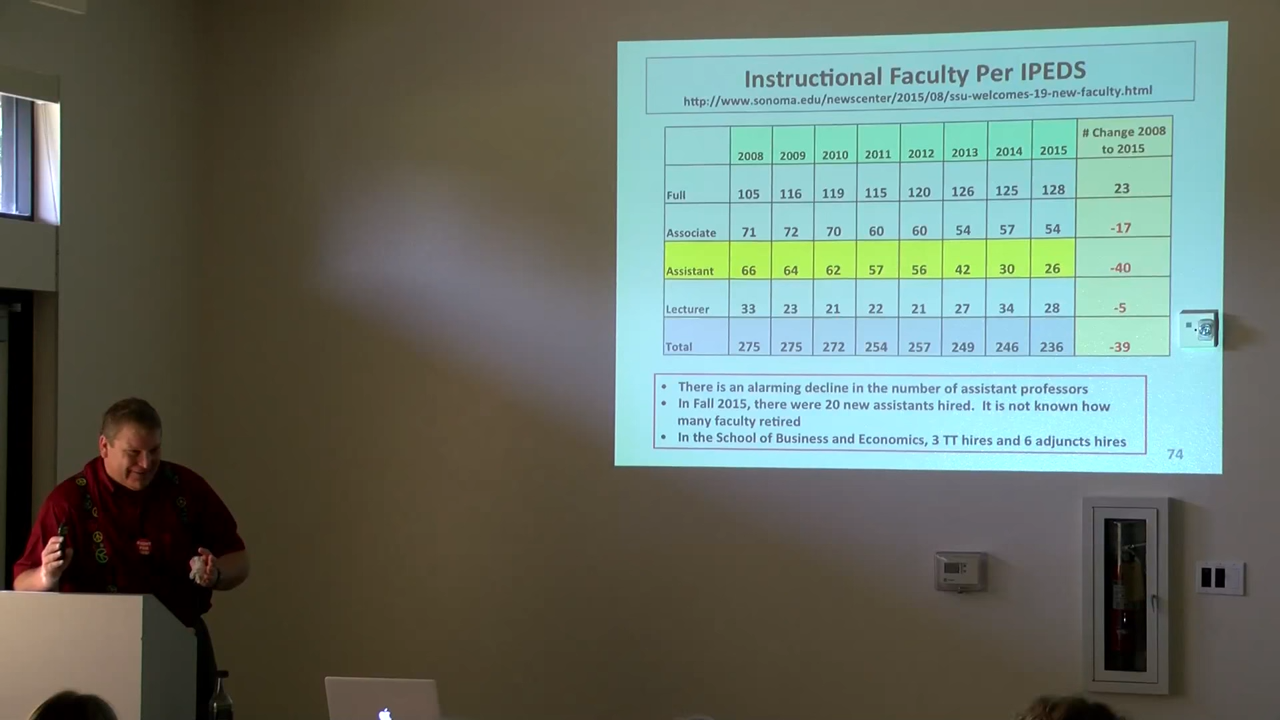 Instructional Faculty Per IPEDS
http://www.sonoma.edu/newscenter/2015/08/ssu-welcomes-19-new-faculty.html
2008 2009 2010 2011 2012 2013 2014 2015 # Change 2008 to 2015
Full 105 116 119 115 120 126 125 128 23
Associate 71 72 70 60 60 54 57 54 -17
Assistant 66 64 62 57 56 42 30 26 -40
Lecturer 33 23 21 22 21 27 34 28 -5
Total 275 275 272 254 257 249 246 236 -39
• There is an alarming decline in the number of assistant professors
• In Fall 2015, there were 20 new assistants hired. It is not known how
many faculty retired
• In the School of Business and Economics, 3 TT hires and 6 adjuncts hires
74